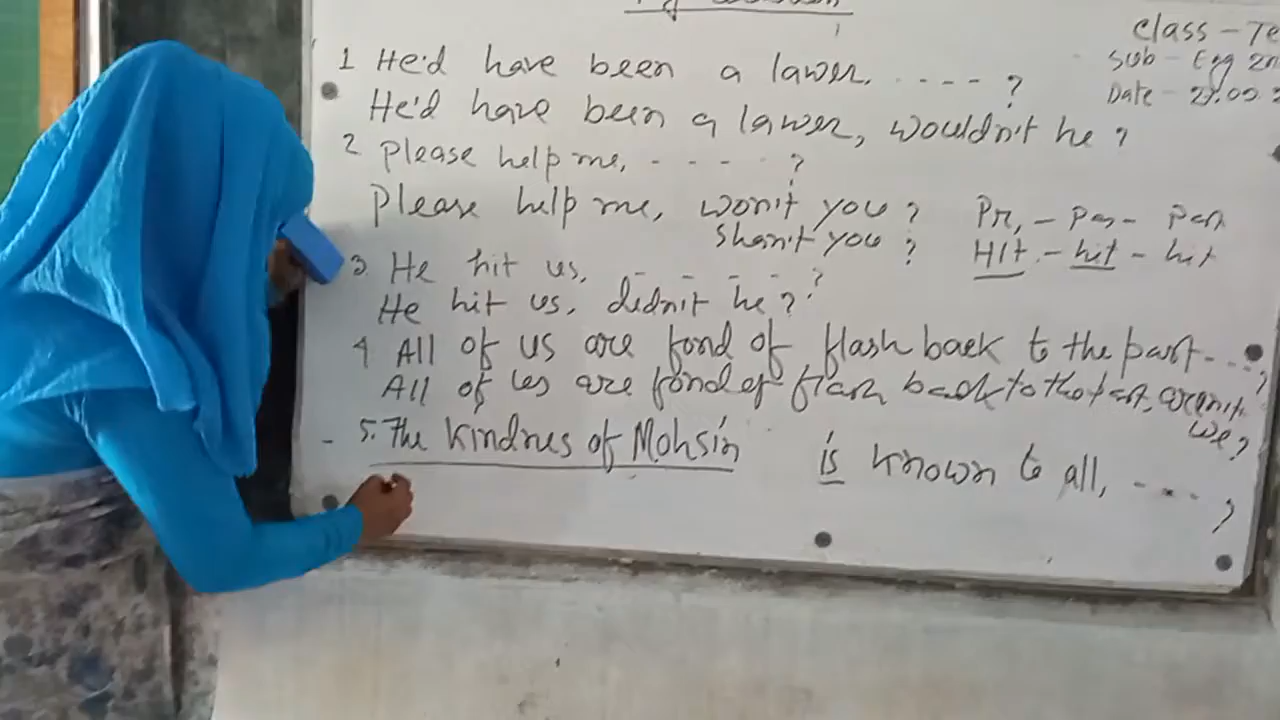 Class - Te
1 He'd have been a lawer, ---- ?
Sub - Eng 2n
He'd have been a lawer, wouldn't he?
Date - 27.00.2
2 please help me, ---- ?
Please help me, won't you?
shan't you?
Pr, - pas - par
Hit - hit - hit
3. He hit us, ---- ?
He hit us, didn't he?
4 All of us are fond of flash back to the past ---?
All of us are fond of flash back to the past, aren't we?
- 5. The kindnes of Mohsin is known to all, ----?